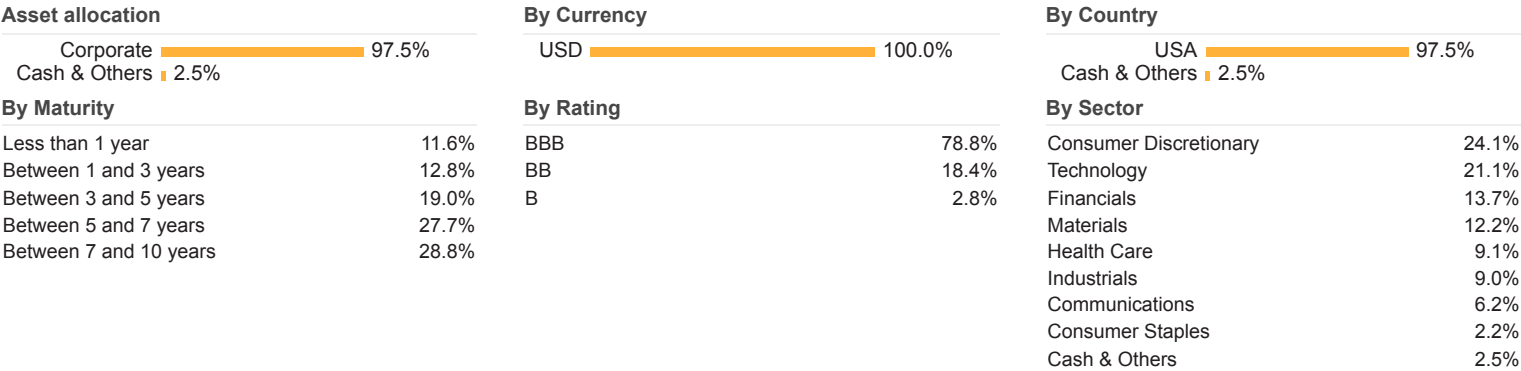 Asset allocation
Corporate 97.5%
Cash & Others 2.5%
By Currency
USD 100.0%
By Country
USA 97.5%
Cash & Others 2.5%
By Maturity
Less than 1 year 11.6%
Between 1 and 3 years 12.8%
Between 3 and 5 years 19.0%
Between 5 and 7 years 27.7%
Between 7 and 10 years 28.8%
By Rating
BBB 78.8%
BB 18.4%
B 2.8%
By Sector
Consumer Discretionary 24.1%
Technology 21.1%
Financials 13.7%
Materials 12.2%
Health Care 9.1%
Industrials 9.0%
Communications 6.2%
Consumer Staples 2.2%
Cash & Others 2.5%